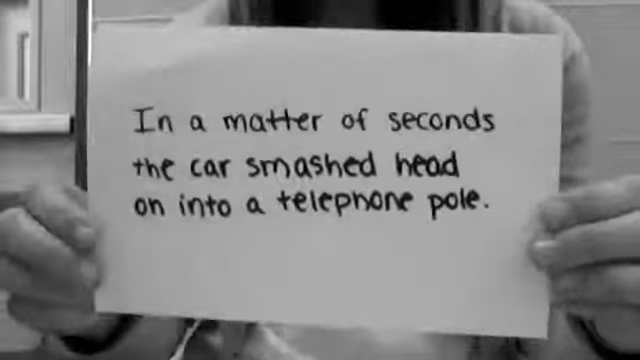 In a matter of seconds
the car smashed head
on into a telephone pole.